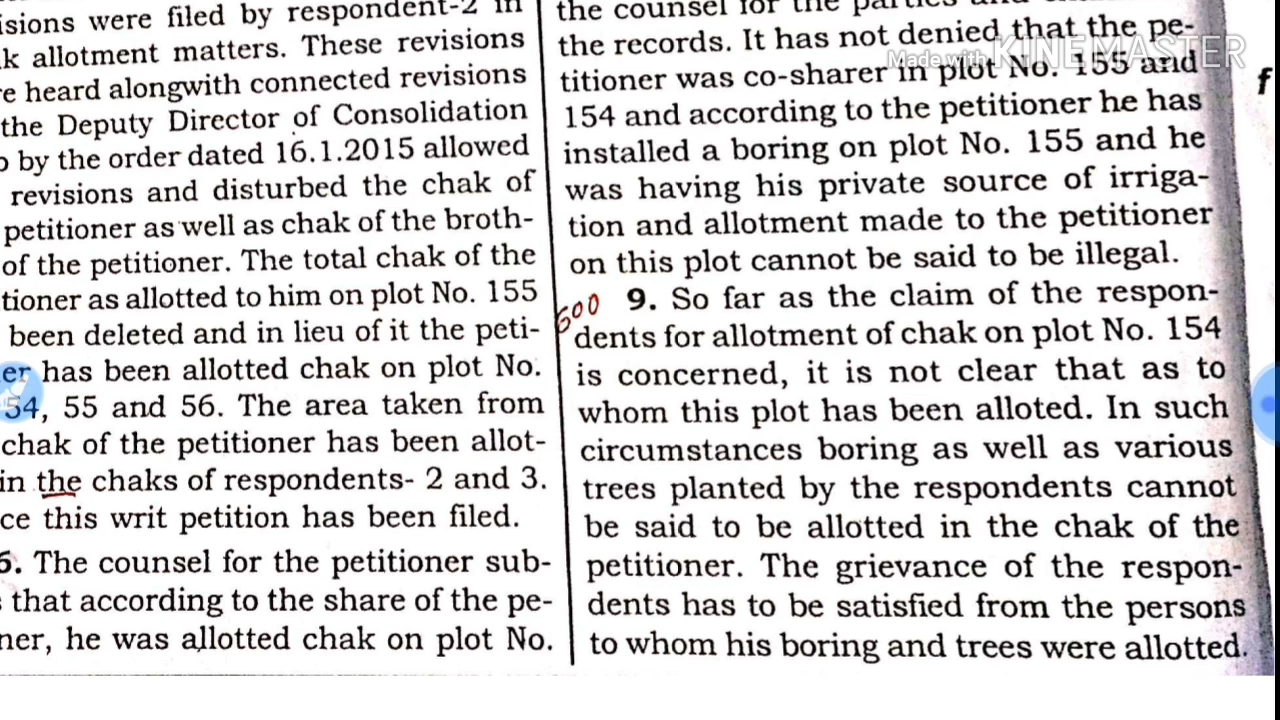 isions were filed by respondent-2 in
k allotment matters. These revisions
e heard alongwith connected revisions
the Deputy Director of Consolidation
by the order dated 16.1.2015 allowed
revisions and disturbed the chak of
petitioner as well as chak of the broth-
of the petitioner. The total chak of the
tioner as allotted to him on plot No. 155
been deleted and in lieu of it the peti-
er has been allotted chak on plot No.
54, 55 and 56. The area taken from
chak of the petitioner has been allot-
in the chaks of respondents- 2 and 3.
ce this writ petition has been filed.
6. The counsel for the petitioner sub-
that according to the share of the pe-
ner, he was allotted chak on plot No.
the counsel for the parties and
the records. It has not denied that the pe-
titioner was co-sharer in plot No. 155 and
154 and according to the petitioner he has
installed a boring on plot No. 155 and he
was having his private source of irriga-
tion and allotment made to the petitioner
on this plot cannot be said to be illegal.
600 9. So far as the claim of the respon-
dents for allotment of chak on plot No. 154
is concerned, it is not clear that as to
whom this plot has been alloted. In such
circumstances boring as well as various
trees planted by the respondents cannot
be said to be allotted in the chak of the
petitioner. The grievance of the respon-
dents has to be satisfied from the persons
to whom his boring and trees were allotted.
Made with KINEMASTER
f